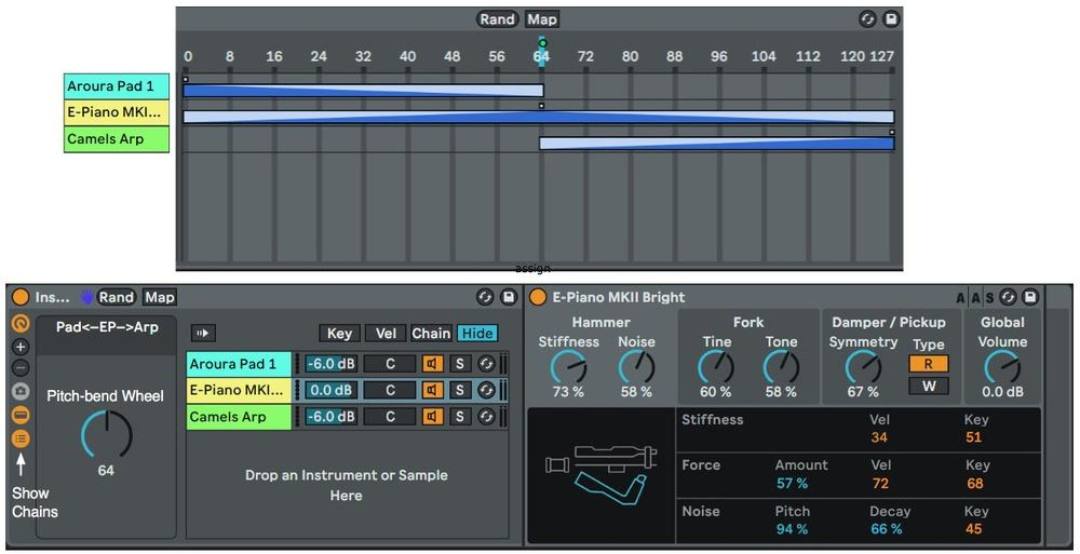 Rand Map
0 8 16 24 32 40 48 56 64 72 80 88 96 104 112 120 127
Aroura Pad 1
E-Piano MKI...
Camels Arp
assign
Ins... Rand Map
Pad<-EP->Arp
Pitch-bend Wheel
64
Show
Chains
Key Vel Chain Hide
Aroura Pad 1 -6.0 dB C S
E-Piano MKI... 0.0 dB C S
Camels Arp -6.0 dB C S
Drop an Instrument or Sample
Here
E-Piano MKII Bright A A S
Hammer Fork Damper / Pickup Global
Stiffness Noise Tine Tone Symmetry Type Volume
R
W
73 % 58 % 60 % 58 % 67 % 0.0 dB
Stiffness Vel Key
34 51
Force Amount Vel Key
57 % 72 68
Noise Pitch Decay Key
94 % 66 % 45